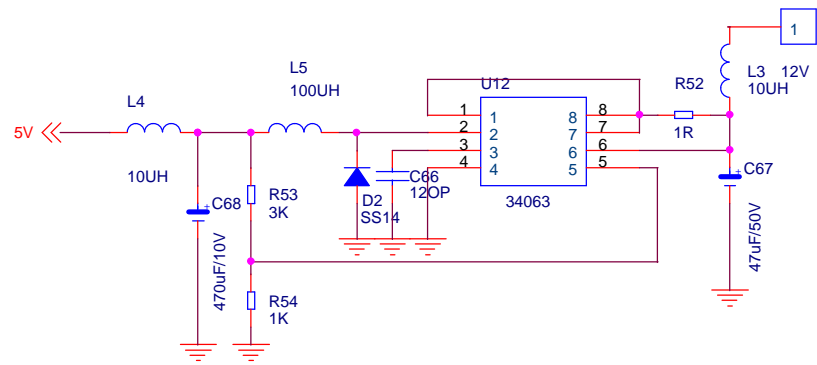 1
L5
100UH
U12
R52
1R
L3
12V
10UH
L4
5V
10UH
1
2
3
4
1
2
3
4
8
7
6
5
8
7
6
5
34063
C66
12OP
D2
SS14
C67
47uF/50V
C68
470uF/10V
R53
3K
R54
1K